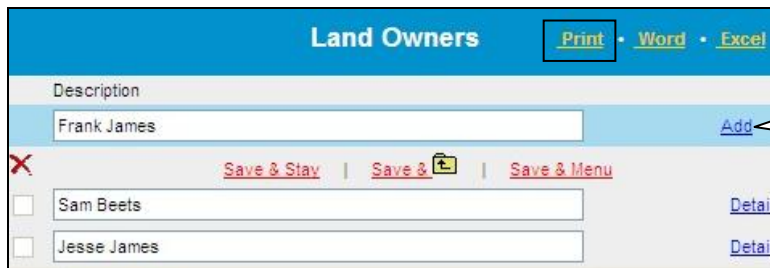 Land Owners Print • Word • Excel
Description
Frank James Add
Save & Stay | Save & | Save & Menu
Sam Beets Detai
Jesse James Detai